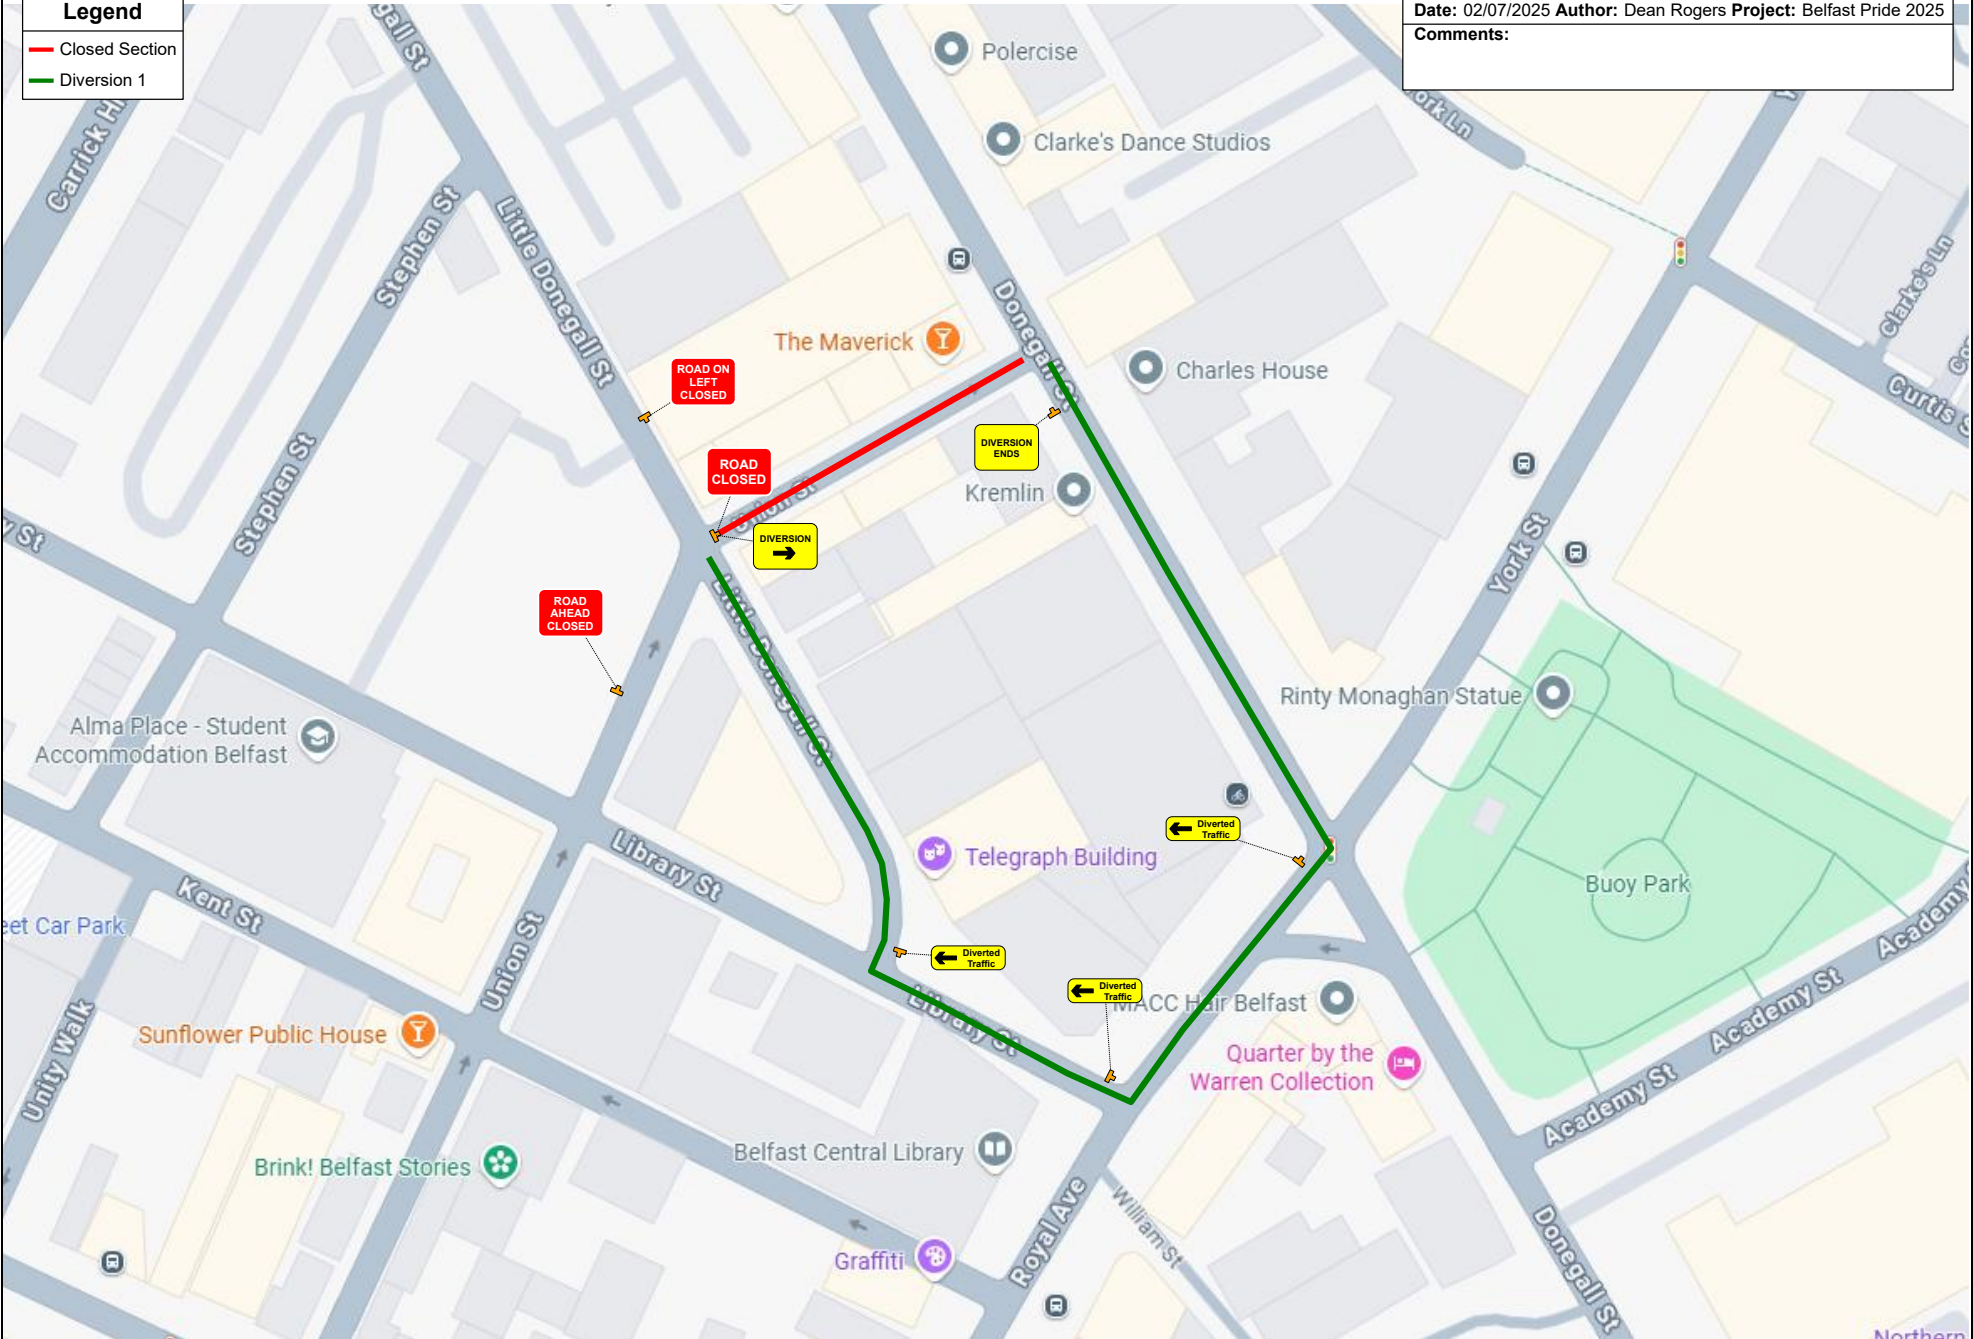 Legend
Closed Section
Diversion 1
Date: 02/07/2025 Author: Dean Rogers Project: Belfast Pride 2025
Comments:
Polercise
Clarke's Dance Studios
Carrick
Stephen St
Little Donegall St
Donegall St
York Ln
Clarke's Ln
Curtis
The Maverick
Charles House
ROAD ON
LEFT
CLOSED
ROAD
CLOSED
DIVERSION
ENDS
Kremlin
DIVERSION
Stephen St
York St
ROAD
AHEAD
CLOSED
Little Donegall St
Rinty Monaghan Statue
Alma Place - Student
Accommodation Belfast
Diverted
Traffic
Library St
Telegraph Building
Buoy Park
Kent St
eet Car Park
Union St
Diverted
Traffic
Academy
Diverted
Traffic
MACC Hair Belfast
Library St
Academy St
Sunflower Public House
Unity Walk
Quarter by the
Warren Collection
Academy St
Brink! Belfast Stories
Belfast Central Library
Royal Ave
William St
Graffiti
Donegall St
Northern